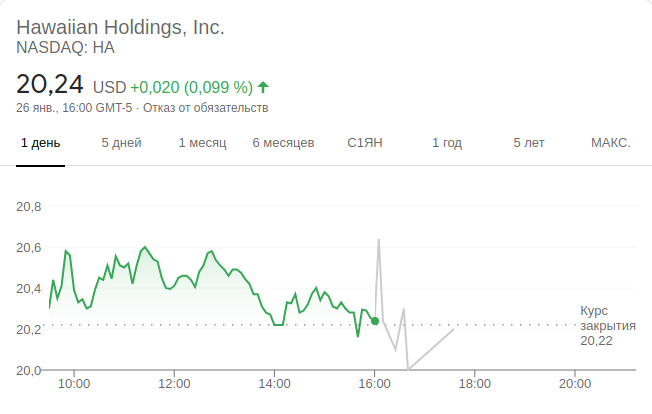 Hawaiian Holdings, Inc.
NASDAQ: HA
20,24 USD +0,020 (0,099 %)
26 янв., 16:00 GMT-5 · Отказ от обязательств
1 день 5 дней 1 месяц 6 месяцев С1ЯН 1 год 5 лет МАКС.
20,8
20,6
20,4
20,2
20,0
Курс
закрытия
20,22
10:00 12:00 14:00 16:00 18:00 20:00